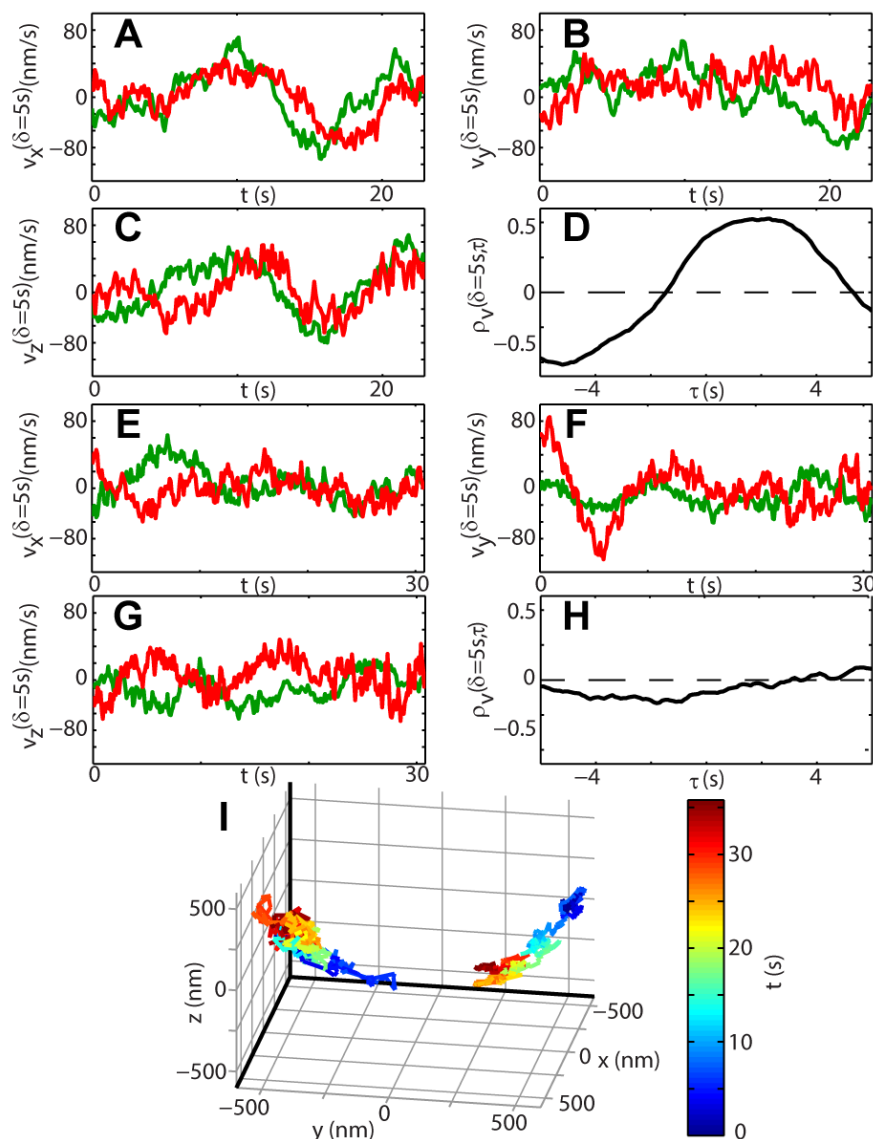 A
80
0
−80
v_x(δ=5s)(nm/s)
0
20
t (s)
B
80
0
−80
v_y(δ=5s)(nm/s)
0
20
t (s)
C
80
0
−80
v_z(δ=5s)(nm/s)
0
20
t (s)
D
0.5
0
−0.5
ρ_v(δ=5s,τ)
−4
4
τ (s)
E
80
0
−80
v_x(δ=5s)(nm/s)
0
30
t (s)
F
80
0
−80
v_y(δ=5s)(nm/s)
0
30
t (s)
G
80
0
−80
v_z(δ=5s)(nm/s)
0
30
t (s)
H
0.5
0
−0.5
ρ_v(δ=5s,τ)
−4
4
τ (s)
I
500
0
−500
z (nm)
−500
0
500
y (nm)
−500
0
500
x (nm)
30
20
10
0
t (s)